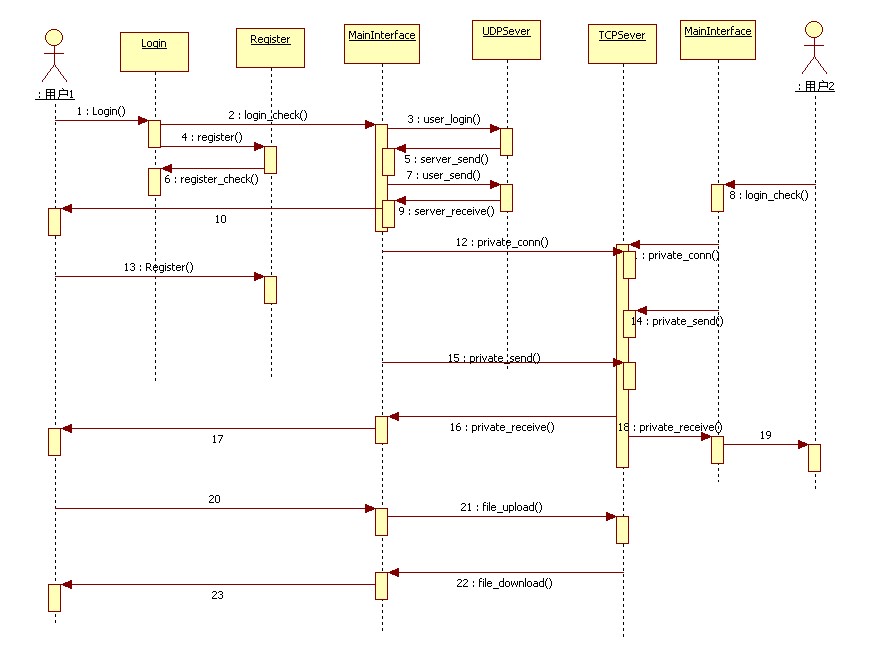 Login
Register
MainInterface
UDPSever
TCPSever
MainInterface
: 用户1
: 用户2
1 : Login()
2 : login_check()
3 : user_login()
4 : register()
5 : server_send()
6 : register_check()
7 : user_send()
8 : login_check()
9 : server_receive()
10
12 : private_conn()
: private_conn()
13 : Register()
14 : private_send()
15 : private_send()
16 : private_receive()
17
18 : private_receive()
19
20
21 : file_upload()
22 : file_download()
23